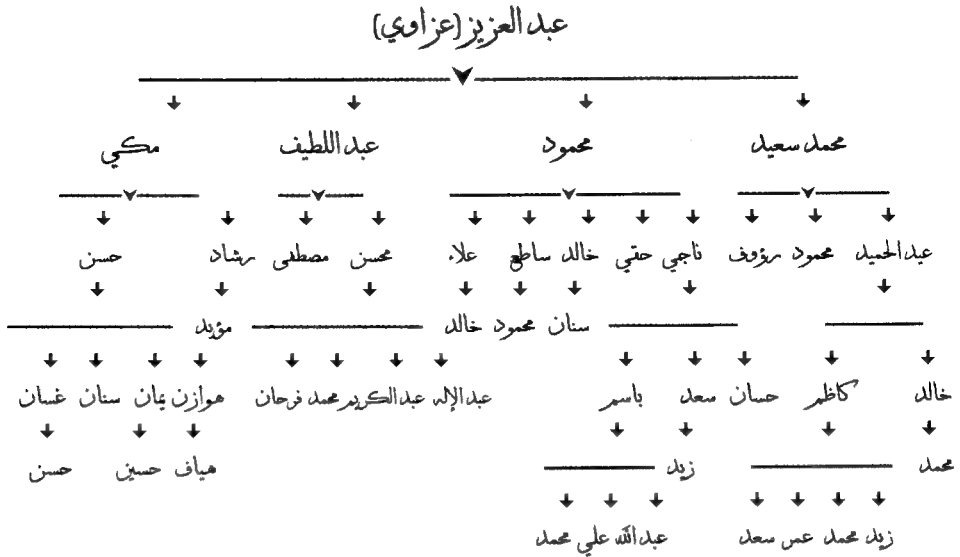 عبد العزيز (عزاوي)
محمد سعيد محمود عبد اللطيف مكي
عبد الحميد محمود رؤوف ناجي حقي خالد ساطع علاء محسن مصطفى رشاد حسن
سنان محمود خالد مؤيد
خالد كاظم حسان سعد باسم عبد الإله عبد الكريم محمد فرحان هوازن يمان سنان غسان
محمد زيد هياف حسين حسن
زيد محمد عمر سعد عبد الله علي محمد